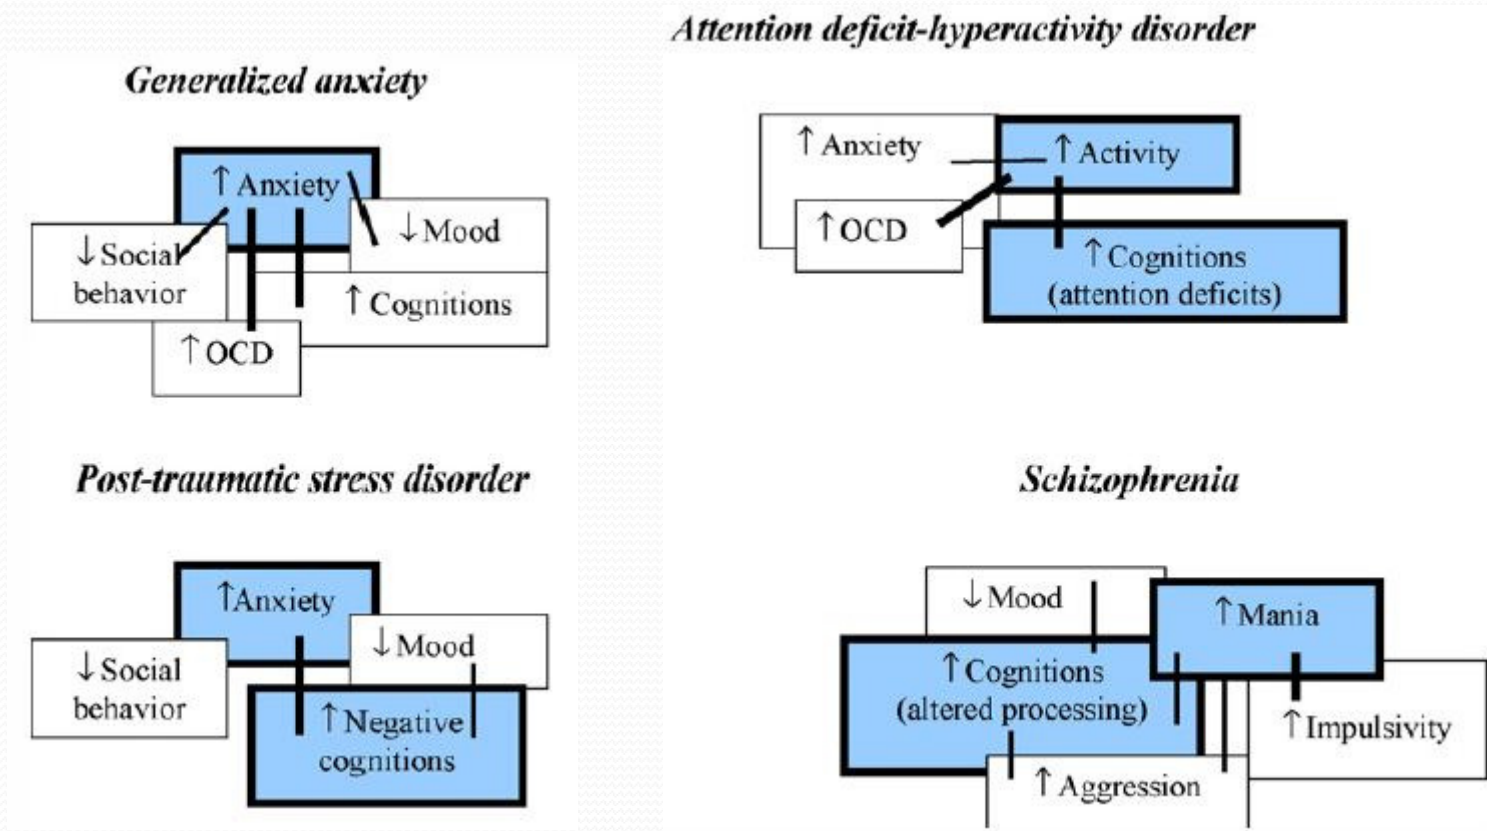 Attention deficit-hyperactivity disorder
Generalized anxiety
↑ Anxiety
↓ Mood
↓ Social
behavior
↑ Cognitions
↑ OCD
↑ Anxiety
↑ Activity
↑ OCD
↑ Cognitions
(attention deficits)
Post-traumatic stress disorder
↑Anxiety
↓ Mood
↓ Social
behavior
↑ Negative
cognitions
Schizophrenia
↓ Mood
↑ Mania
↑ Cognitions
(altered processing)
↑ Impulsivity
↑ Aggression